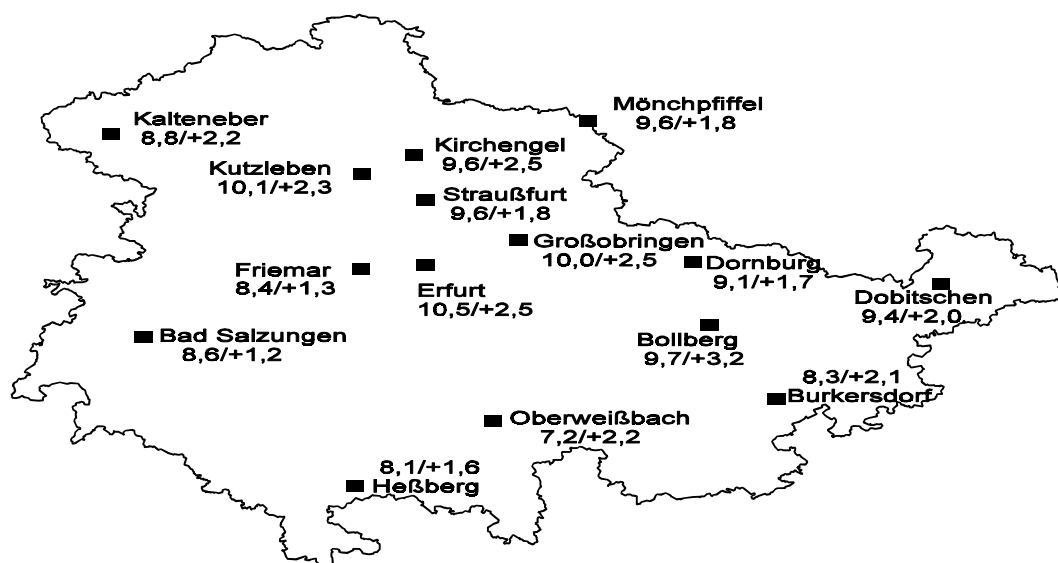 Mönchpfiffel
9,6/+1,8
Kalteneber
8,8/+2,2
Kirchengel
9,6/+2,5
Kutzleben
10,1/+2,3
Straußfurt
9,6/+1,8
Großobringen
10,0/+2,5
Friemar
8,4/+1,3
Erfurt
10,5/+2,5
Dornburg
9,1/+1,7
Dobitschen
9,4/+2,0
Bad Salzungen
8,6/+1,2
Bollberg
9,7/+3,2
8,3/+2,1
Burkersdorf
Oberweißbach
7,2/+2,2
8,1/+1,6
Heßberg